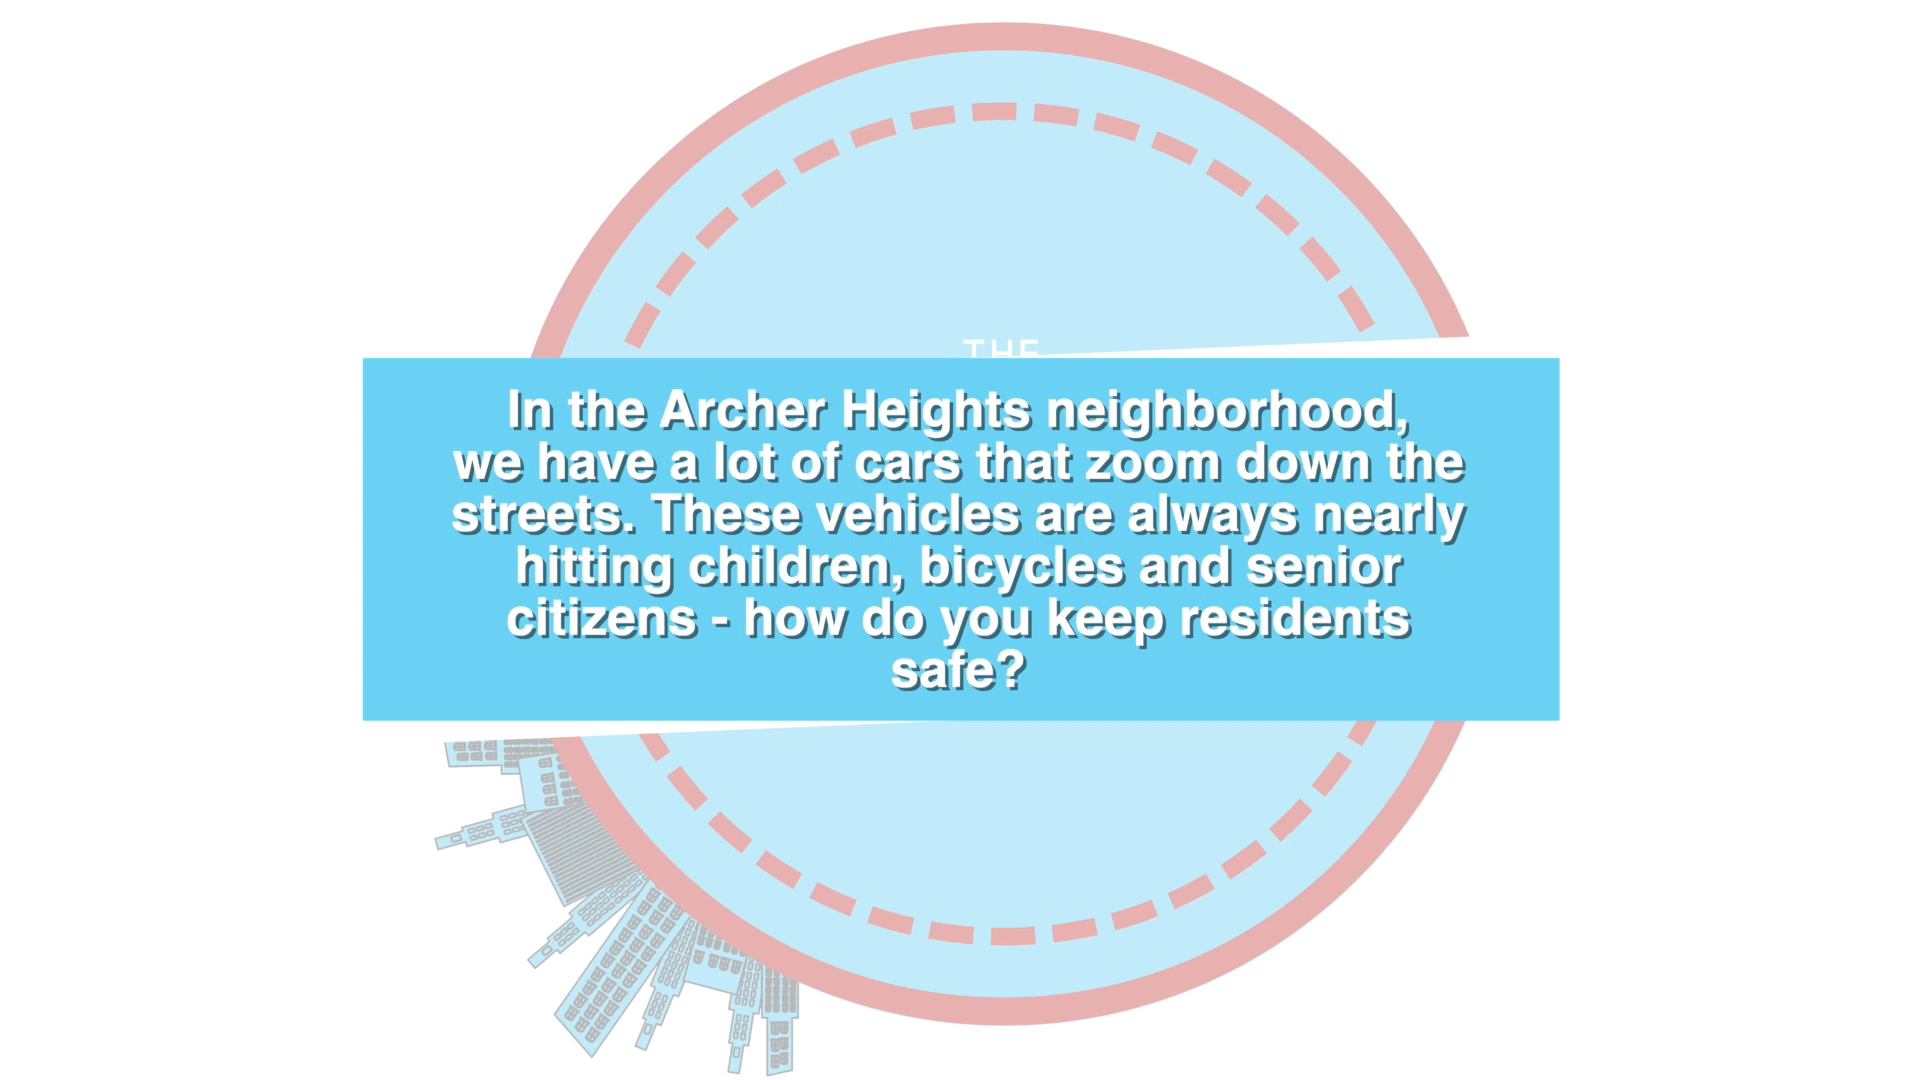 THE
In the Archer Heights neighborhood,
we have a lot of cars that zoom down the
streets. These vehicles are always nearly
hitting children, bicycles and senior
citizens - how do you keep residents
safe?